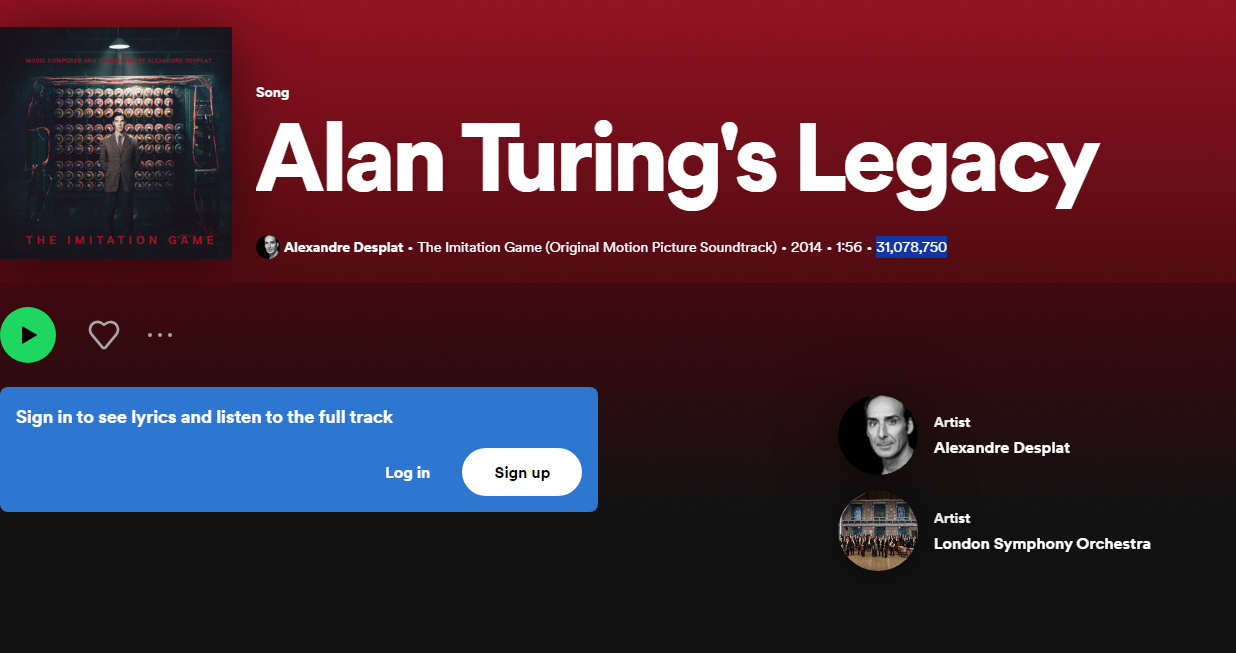 MUSIC COMPOSED AND CONDUCTED BY ALEXANDRE DESPLAT
THE IMITATION GAME
Song
Alan Turing's Legacy
Alexandre Desplat • The Imitation Game (Original Motion Picture Soundtrack) • 2014 • 1:56 • 31,078,750
Sign in to see lyrics and listen to the full track
Log in
Sign up
Artist
Alexandre Desplat
Artist
London Symphony Orchestra